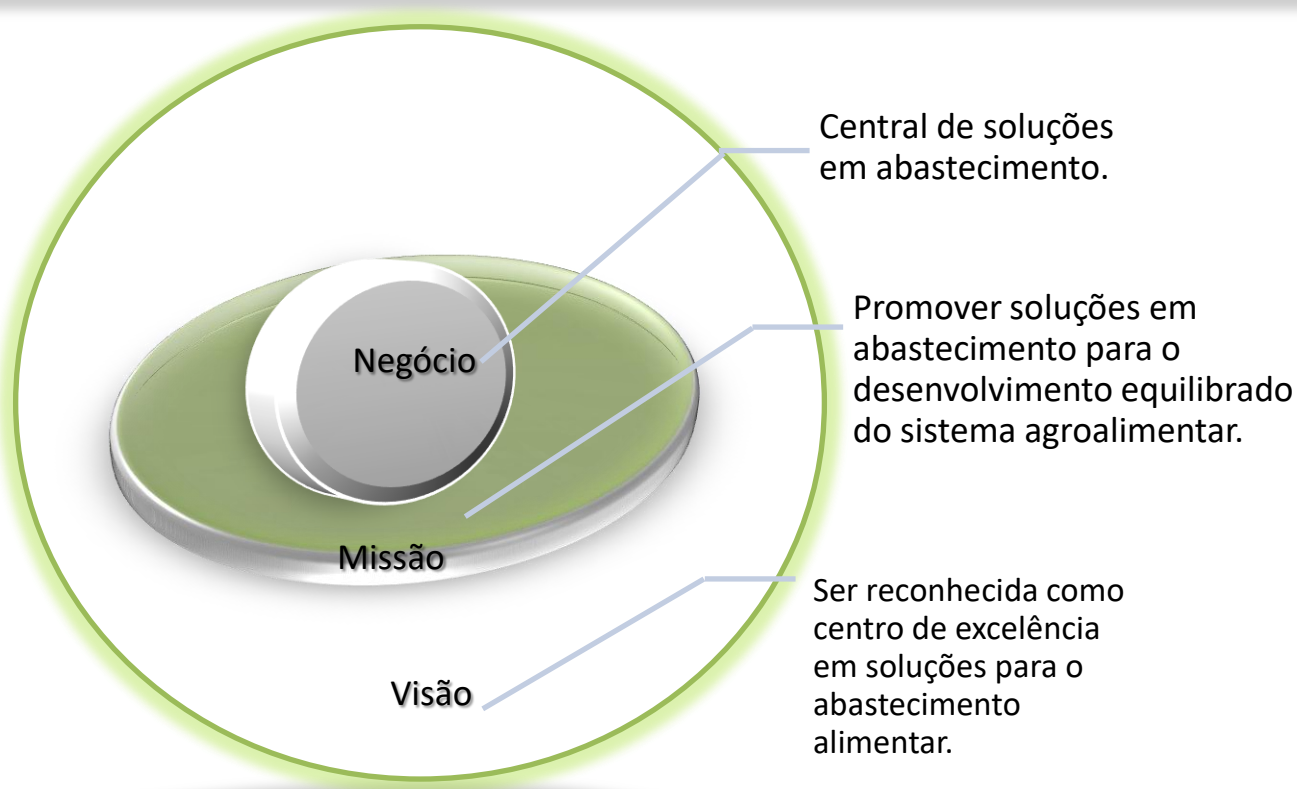 Central de soluções
em abastecimento.
Negócio
Promover soluções em
abastecimento para o
desenvolvimento equilibrado
do sistema agroalimentar.
Missão
Ser reconhecida como
centro de excelência
em soluções para o
abastecimento
alimentar.
Visão